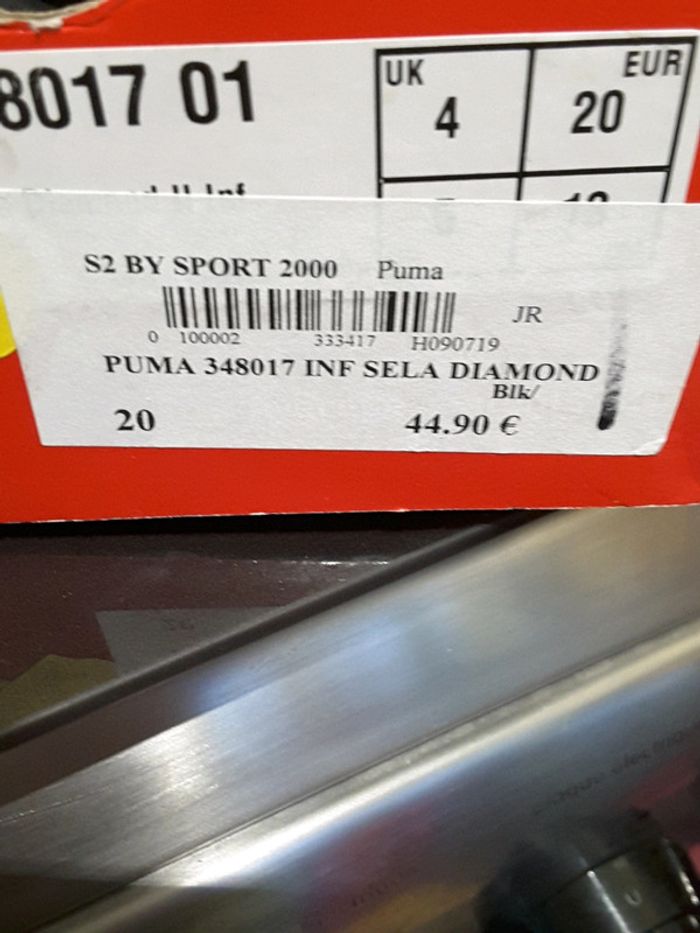 8017 01
UK
4
EUR
20
Inf
S2 BY SPORT 2000 Puma
JR
0 100002 333417 H090719
PUMA 348017 INF SELA DIAMOND
Blk/
20 44.90 €